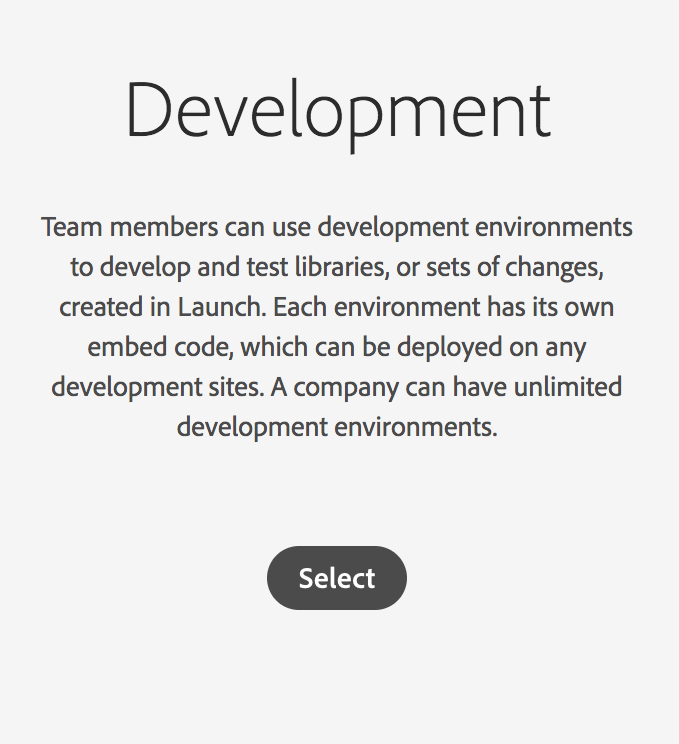 Development
Team members can use development environments
to develop and test libraries, or sets of changes,
created in Launch. Each environment has its own
embed code, which can be deployed on any
development sites. A company can have unlimited
development environments.
Select